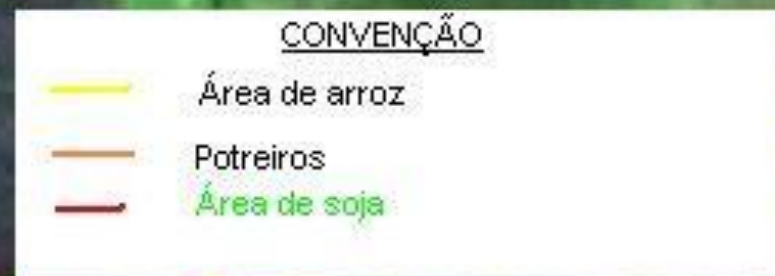 CONVENÇÃO
Área de arroz
Potreiros
Área de soja